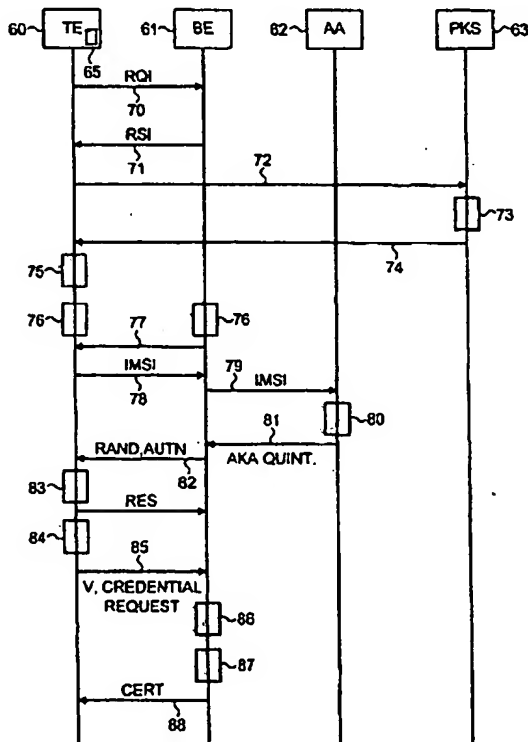 60 TE 65 61 BE 62 AA PKS 63
RQI
70
RSI
71
72
73
74
75
76 76
77
IMSI
78
79 IMSI
80
81
RAND,AUTN
82
AKA QUINT.
83
RES
84
85
V, CREDENTIAL
REQUEST
86
87
CERT
88